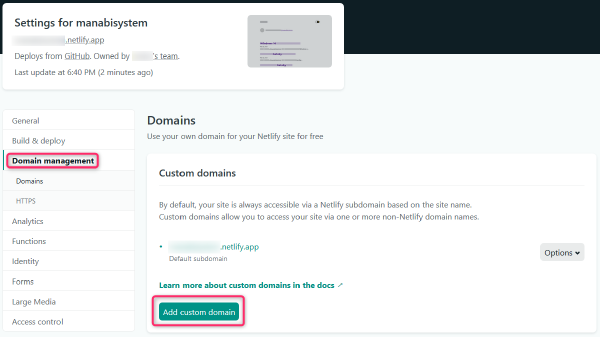 Settings for manabisystem
.netlify.app
Deploys from GitHub. Owned by 's team.
Last update at 6:40 PM (2 minutes ago)
General
Build & deploy
Domain management
Domains
HTTPS
Analytics
Functions
Identity
Forms
Large Media
Access control
Domains
Use your own domain for your Netlify site for free
Custom domains
By default, your site is always accessible via a Netlify subdomain based on the site name.
Custom domains allow you to access your site via one or more non-Netlify domain names.
.netlify.app
Default subdomain
Options
Learn more about custom domains in the docs ↗
Add custom domain